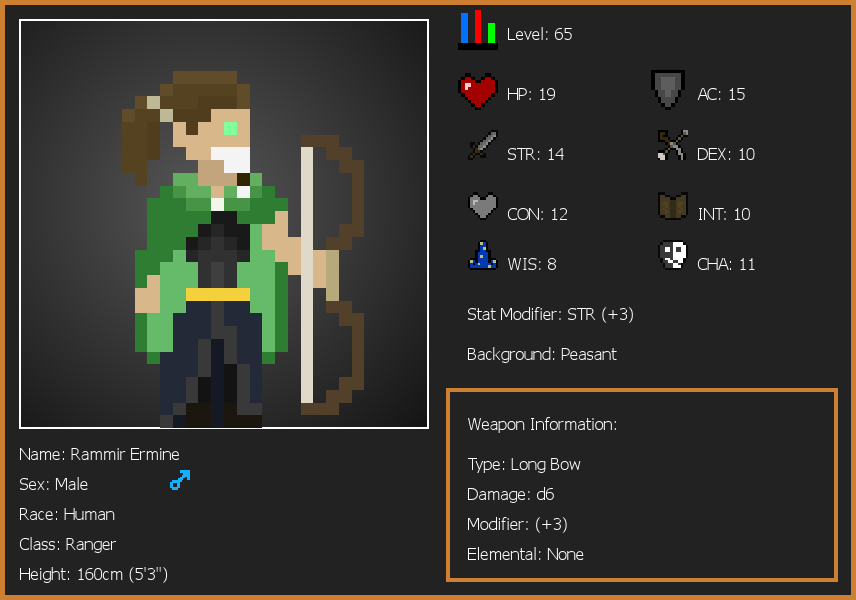 Level: 65
HP: 19
AC: 15
STR: 14
DEX: 10
CON: 12
INT: 10
WIS: 8
CHA: 11
Stat Modifier: STR (+3)
Background: Peasant
Weapon Information:
Type: Long Bow
Damage: d6
Modifier: (+3)
Elemental: None
Name: Rammir Ermine
Sex: Male
Race: Human
Class: Ranger
Height: 160cm (5'3")